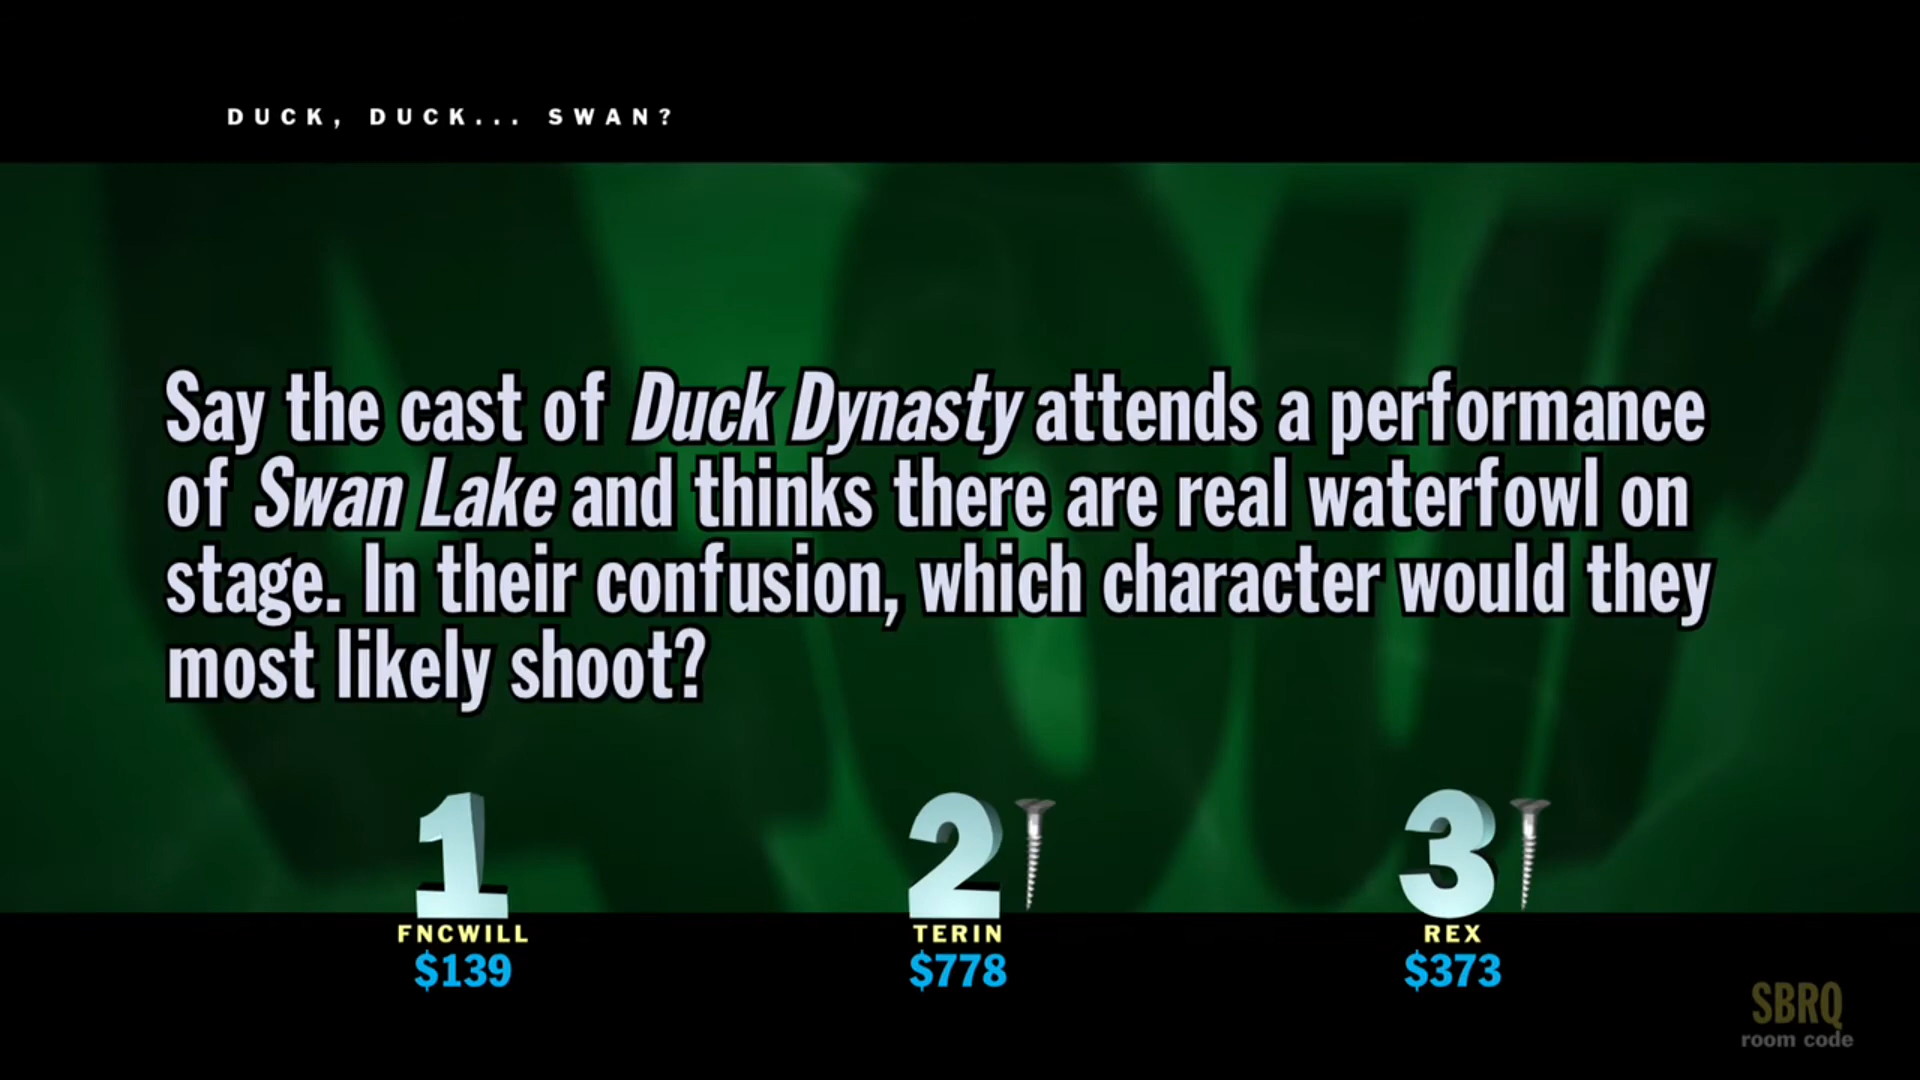 DUCK, DUCK... SWAN?
Say the cast of Duck Dynasty attends a performance
of Swan Lake and thinks there are real waterfowl on
stage. In their confusion, which character would they
most likely shoot?
1
2
3
FNCWILL
TERIN
REX
$139
$778
$373
SBRQ
room code